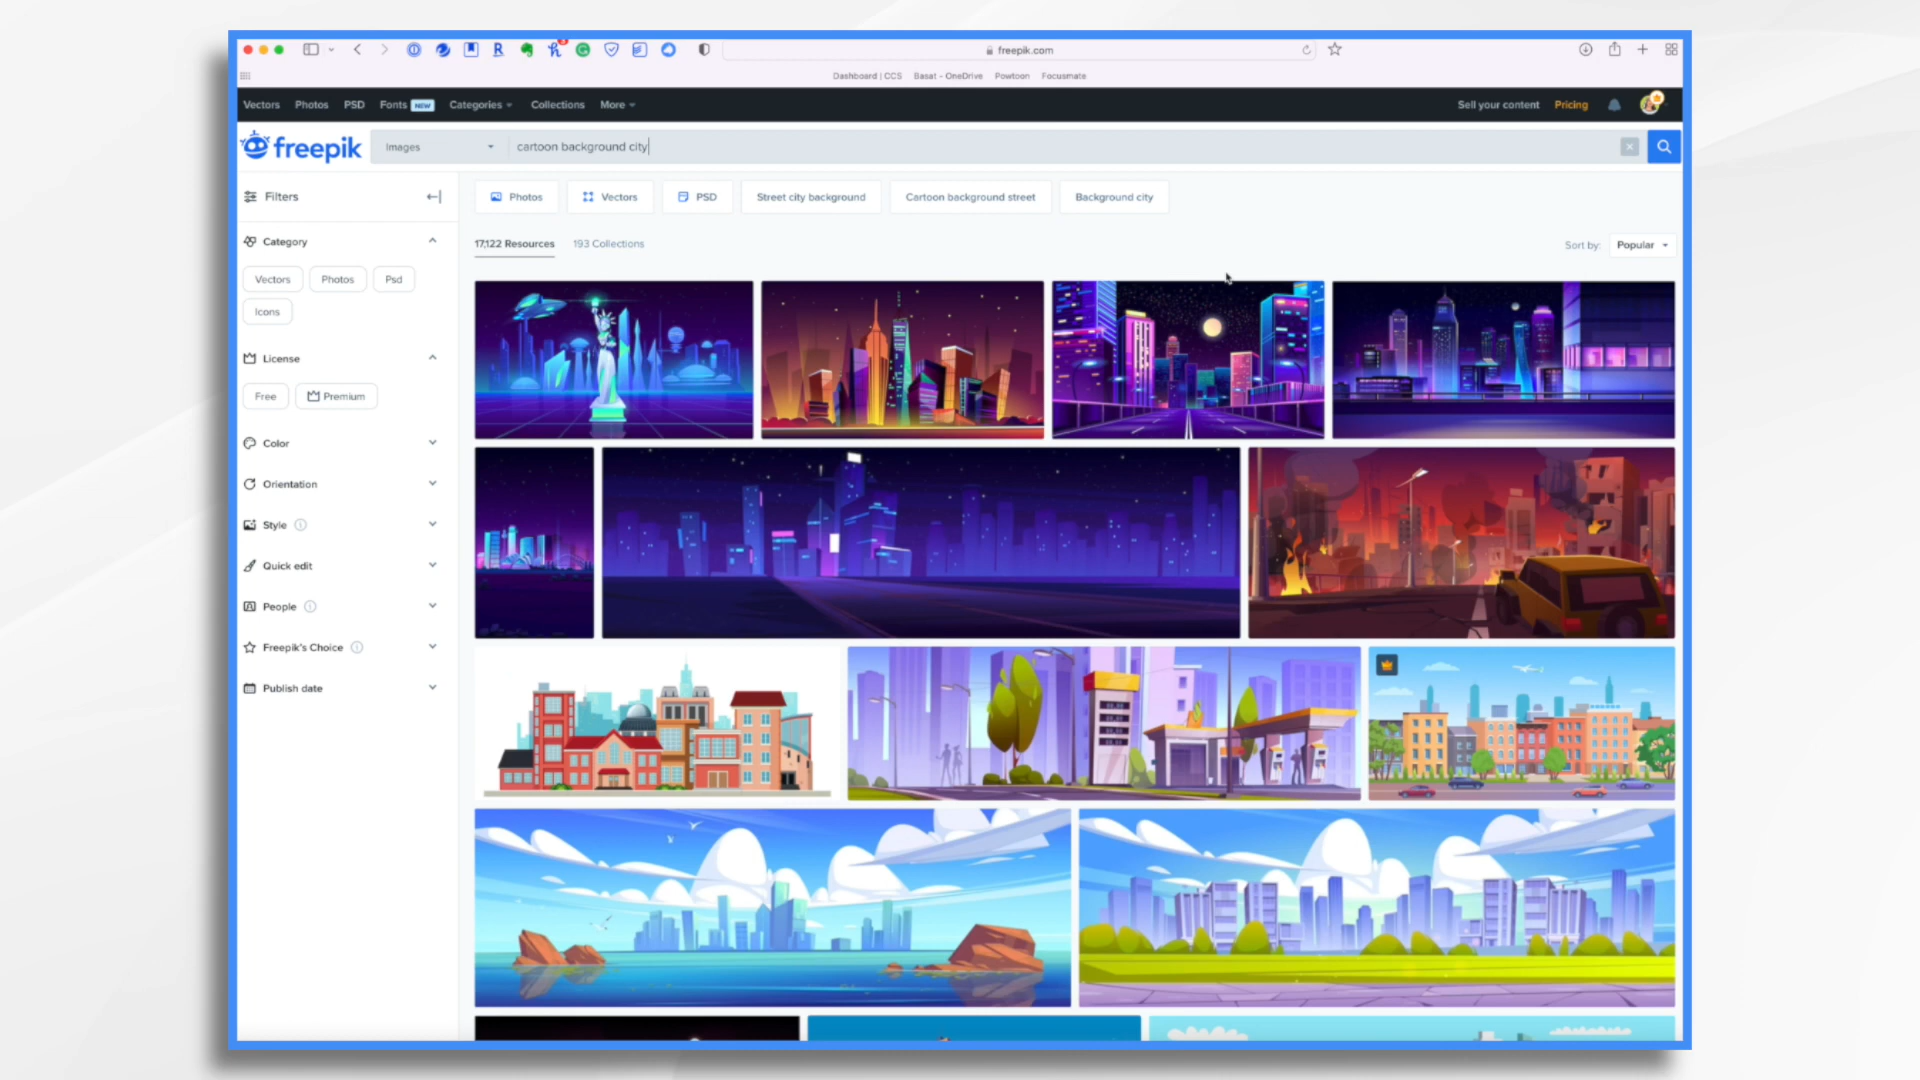 freepik.com
Dashboard | CCS
Basat - OneDrive
Powtoon
Focusmate
Vectors
Photos
PSD
Fonts NEW
Categories
Collections
More
Sell your content
Pricing
freepik
Images
cartoon background city
Filters
Photos
Vectors
PSD
Street city background
Cartoon background street
Background city
Category
17,122 Resources
193 Collections
Sort by:
Popular
Vectors
Photos
Psd
Icons
License
Free
Premium
Color
Orientation
Style
Quick edit
People
Freepik's Choice
Publish date